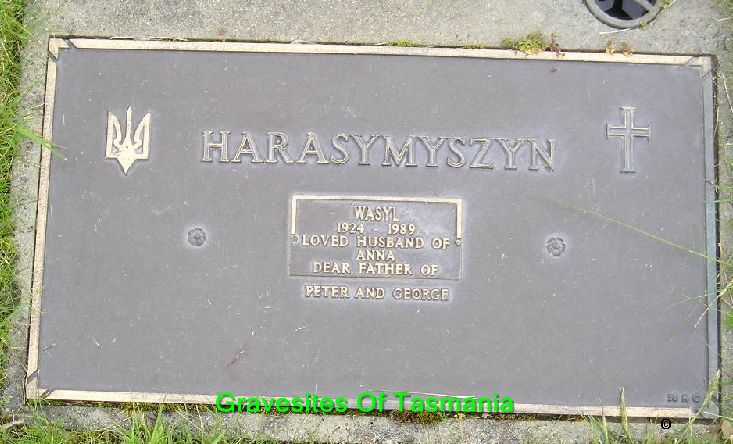 HARASYMYSZYN
WASYL
1924 - 1989
LOVED HUSBAND OF
ANNA
DEAR FATHER OF
PETER AND GEORGE
Gravesites Of Tasmania
©